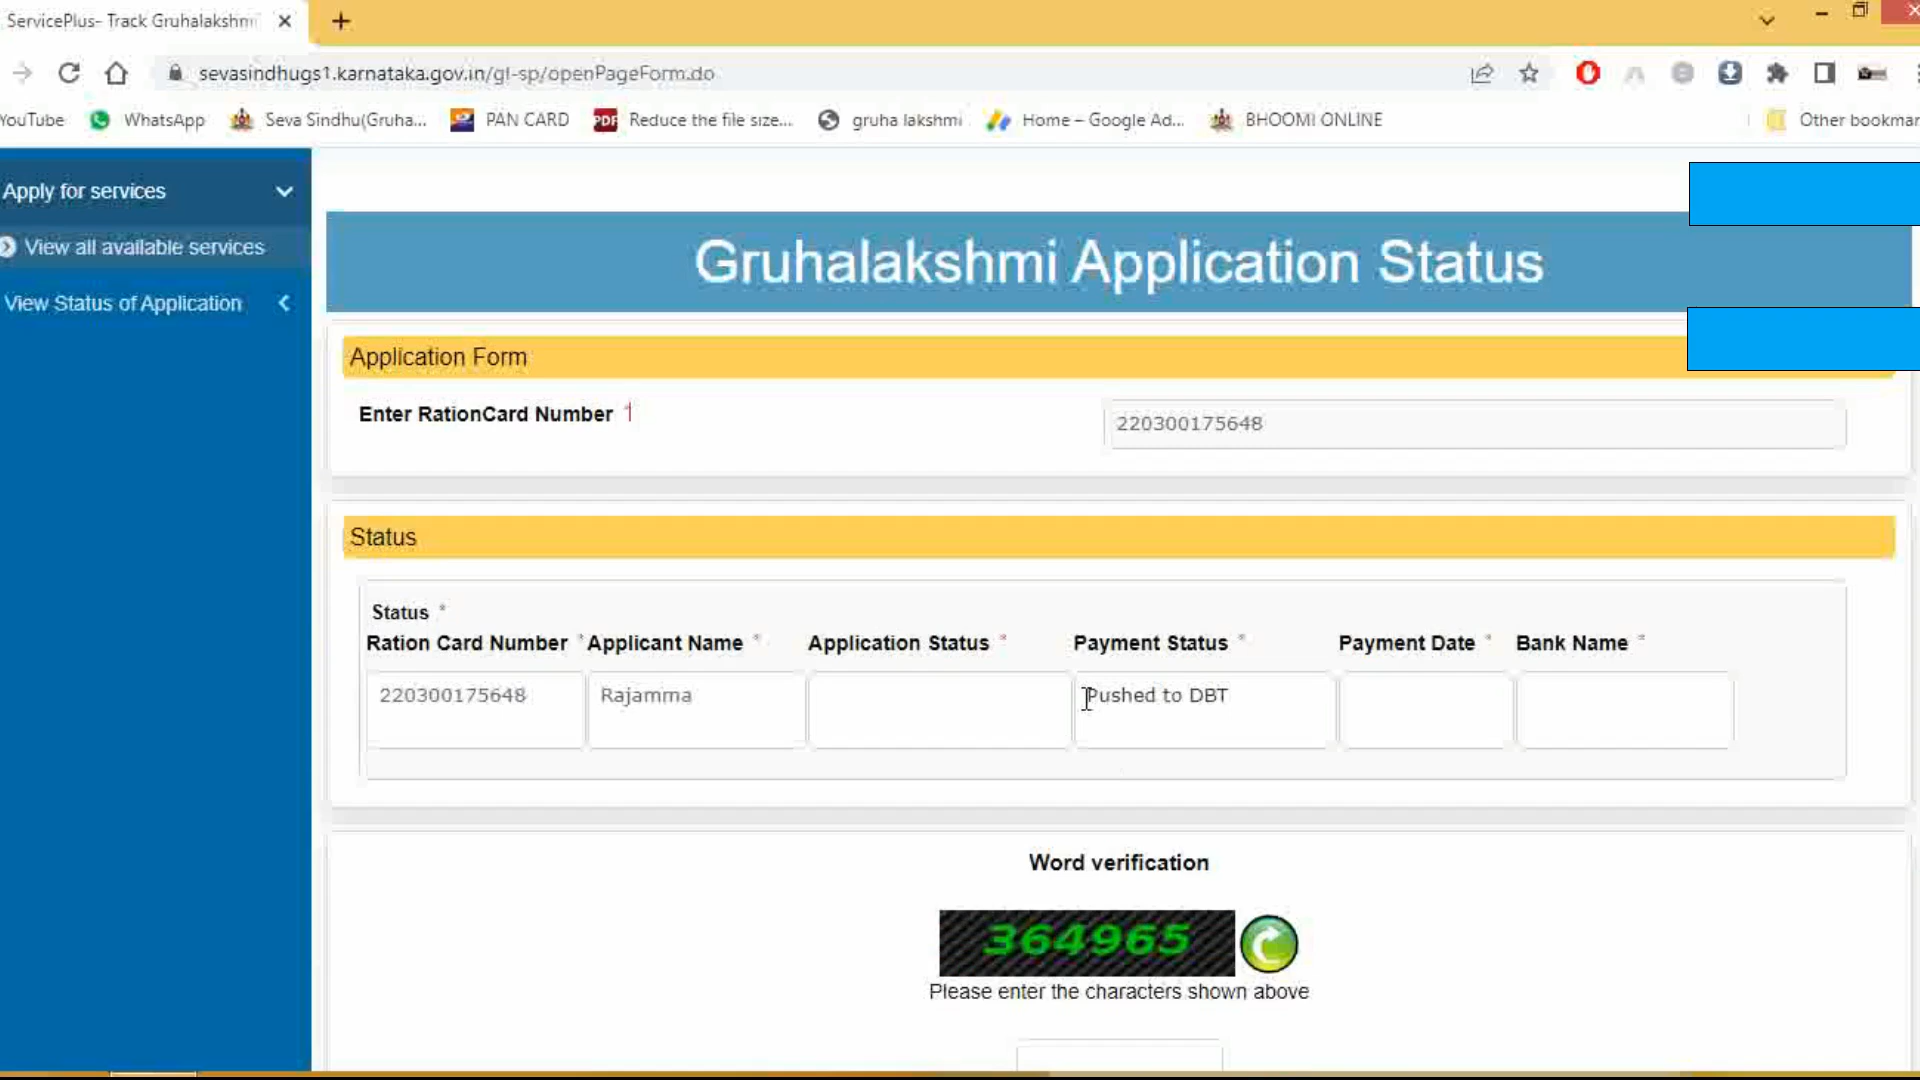 ServicePlus- Track Gruhalakshmi
sevasindhugs1.karnataka.gov.in/gl-sp/openPageForm.do
YouTube WhatsApp Seva Sindhu(Gruha... PAN CARD PDF Reduce the file size... gruha lakshmi Home – Google Ad... BHOOMI ONLINE Other bookmar
Apply for services
View all available services
View Status of Application
Gruhalakshmi Application Status
Application Form
Enter RationCard Number *
220300175648
Status
Status *
Ration Card Number * Applicant Name * Application Status * Payment Status * Payment Date * Bank Name *
220300175648 Rajamma Pushed to DBT
Word verification
364965
Please enter the characters shown above